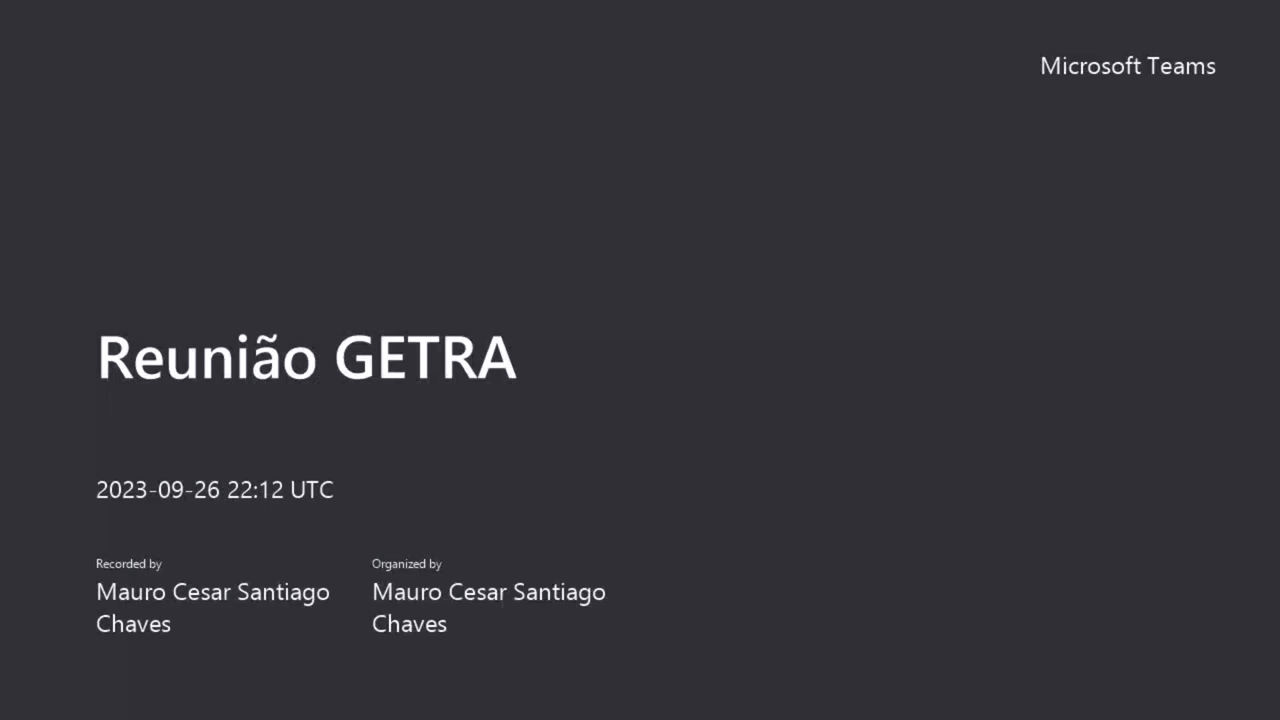 Microsoft Teams
Reunião GETRA
2023-09-26 22:12 UTC
Recorded by
Mauro Cesar Santiago
Chaves
Organized by
Mauro Cesar Santiago
Chaves